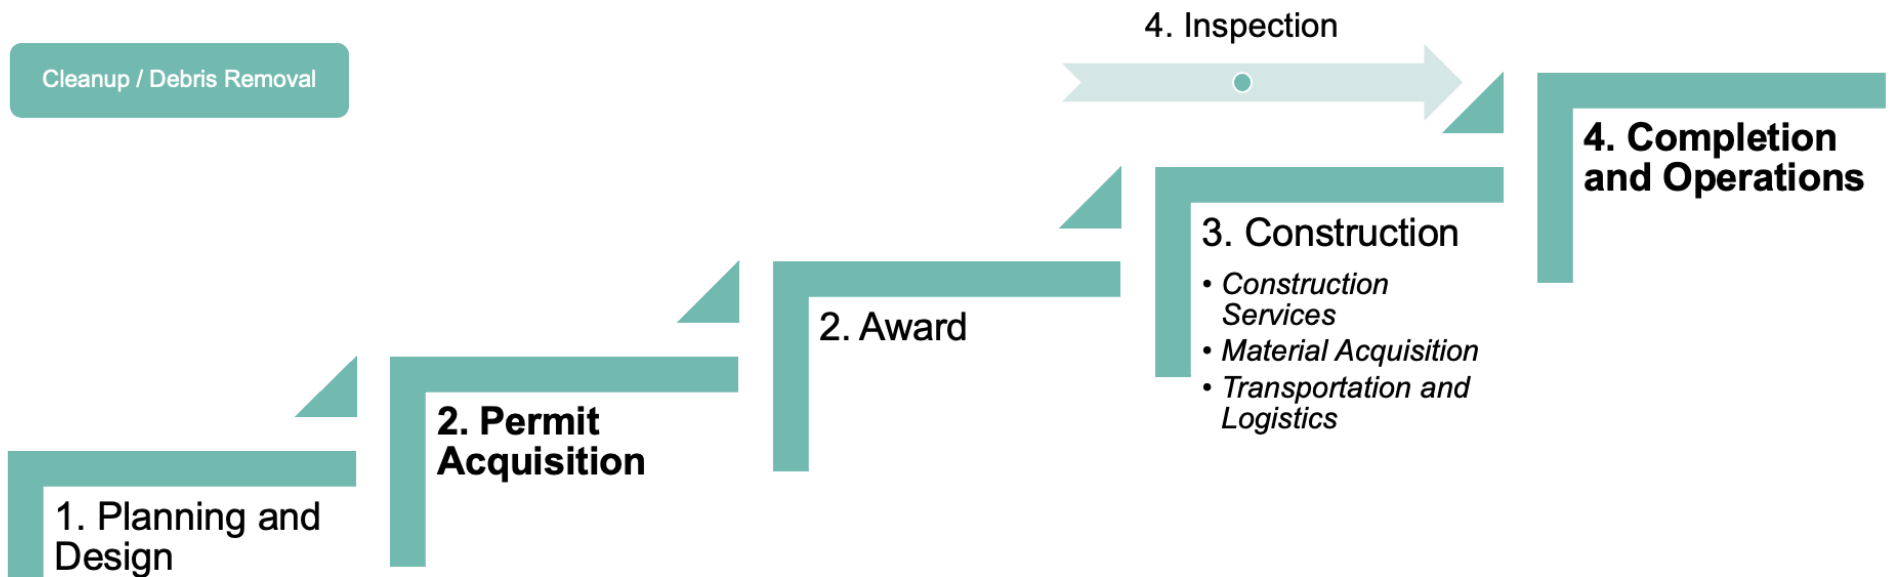 Cleanup / Debris Removal
1. Planning and
Design
2. Permit
Acquisition
2. Award
3. Construction
• Construction
Services
• Material Acquisition
• Transportation and
Logistics
4. Inspection
4. Completion
and Operations